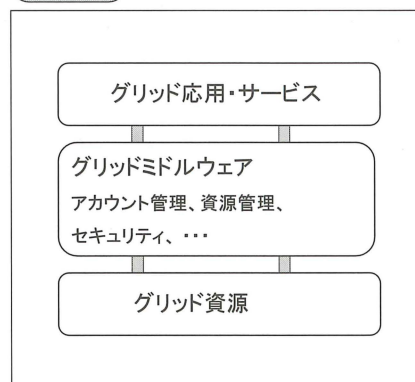 グリッド応用・サービス
グリッドミドルウェア
アカウント管理、資源管理、
セキュリティ、・・・
グリッド資源